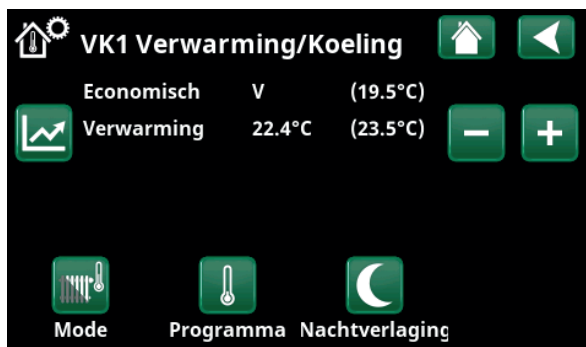 VK1 Verwarming/Koeling
Economisch V (19.5°C)
Verwarming 22.4°C (23.5°C)
Mode Programma Nachtverlaging